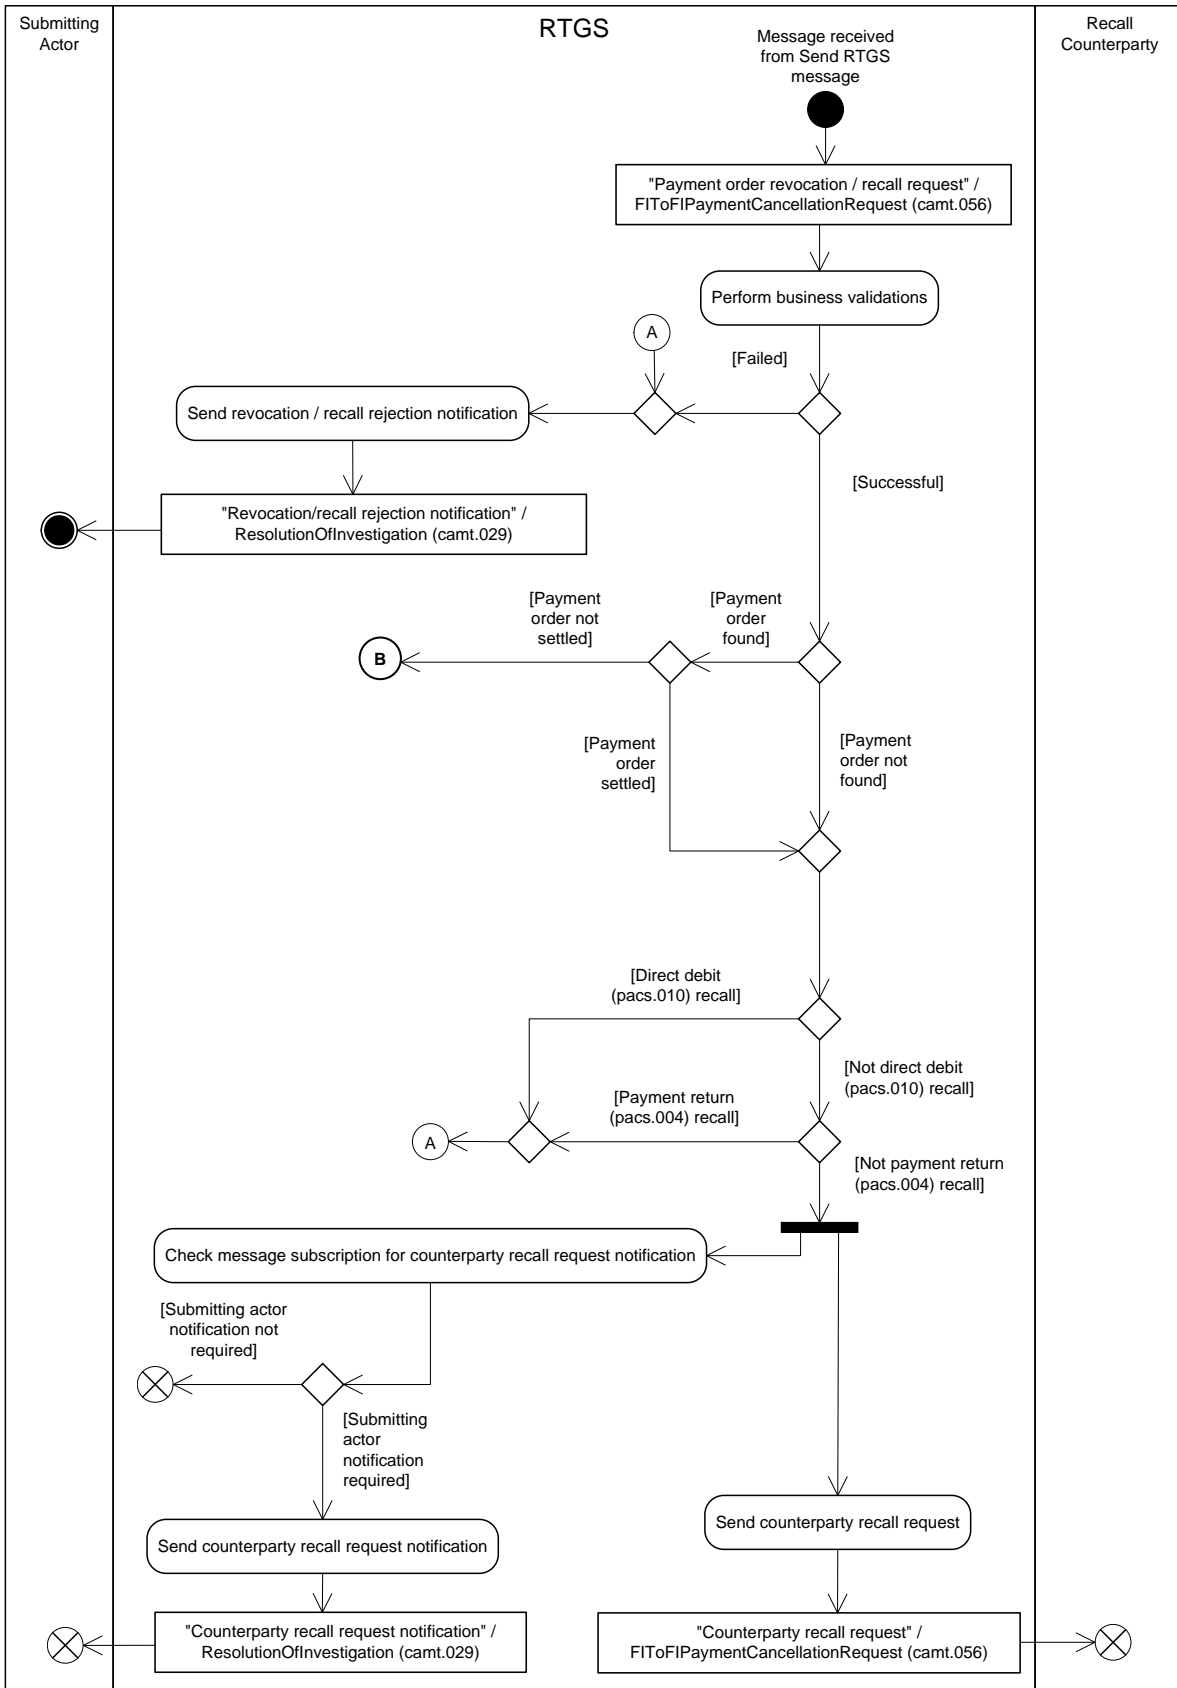 Submitting
Actor
RTGS
Recall
Counterparty
Message received
from Send RTGS
message
"Payment order revocation / recall request" /
FIToFIPaymentCancellationRequest (camt.056)
Perform business validations
A
[Failed]
Send revocation / recall rejection notification
[Successful]
"Revocation/recall rejection notification" /
ResolutionOfInvestigation (camt.029)
[Payment
order not
settled]
[Payment
order
found]
B
[Payment
order
settled]
[Payment
order not
found]
[Direct debit
(pacs.010) recall]
[Not direct debit
(pacs.010) recall]
[Payment return
(pacs.004) recall]
A
[Not payment return
(pacs.004) recall]
Check message subscription for counterparty recall request notification
[Submitting actor
notification not
required]
[Submitting
actor
notification
required]
Send counterparty recall request
Send counterparty recall request notification
"Counterparty recall request notification" /
ResolutionOfInvestigation (camt.029)
"Counterparty recall request" /
FIToFIPaymentCancellationRequest (camt.056)